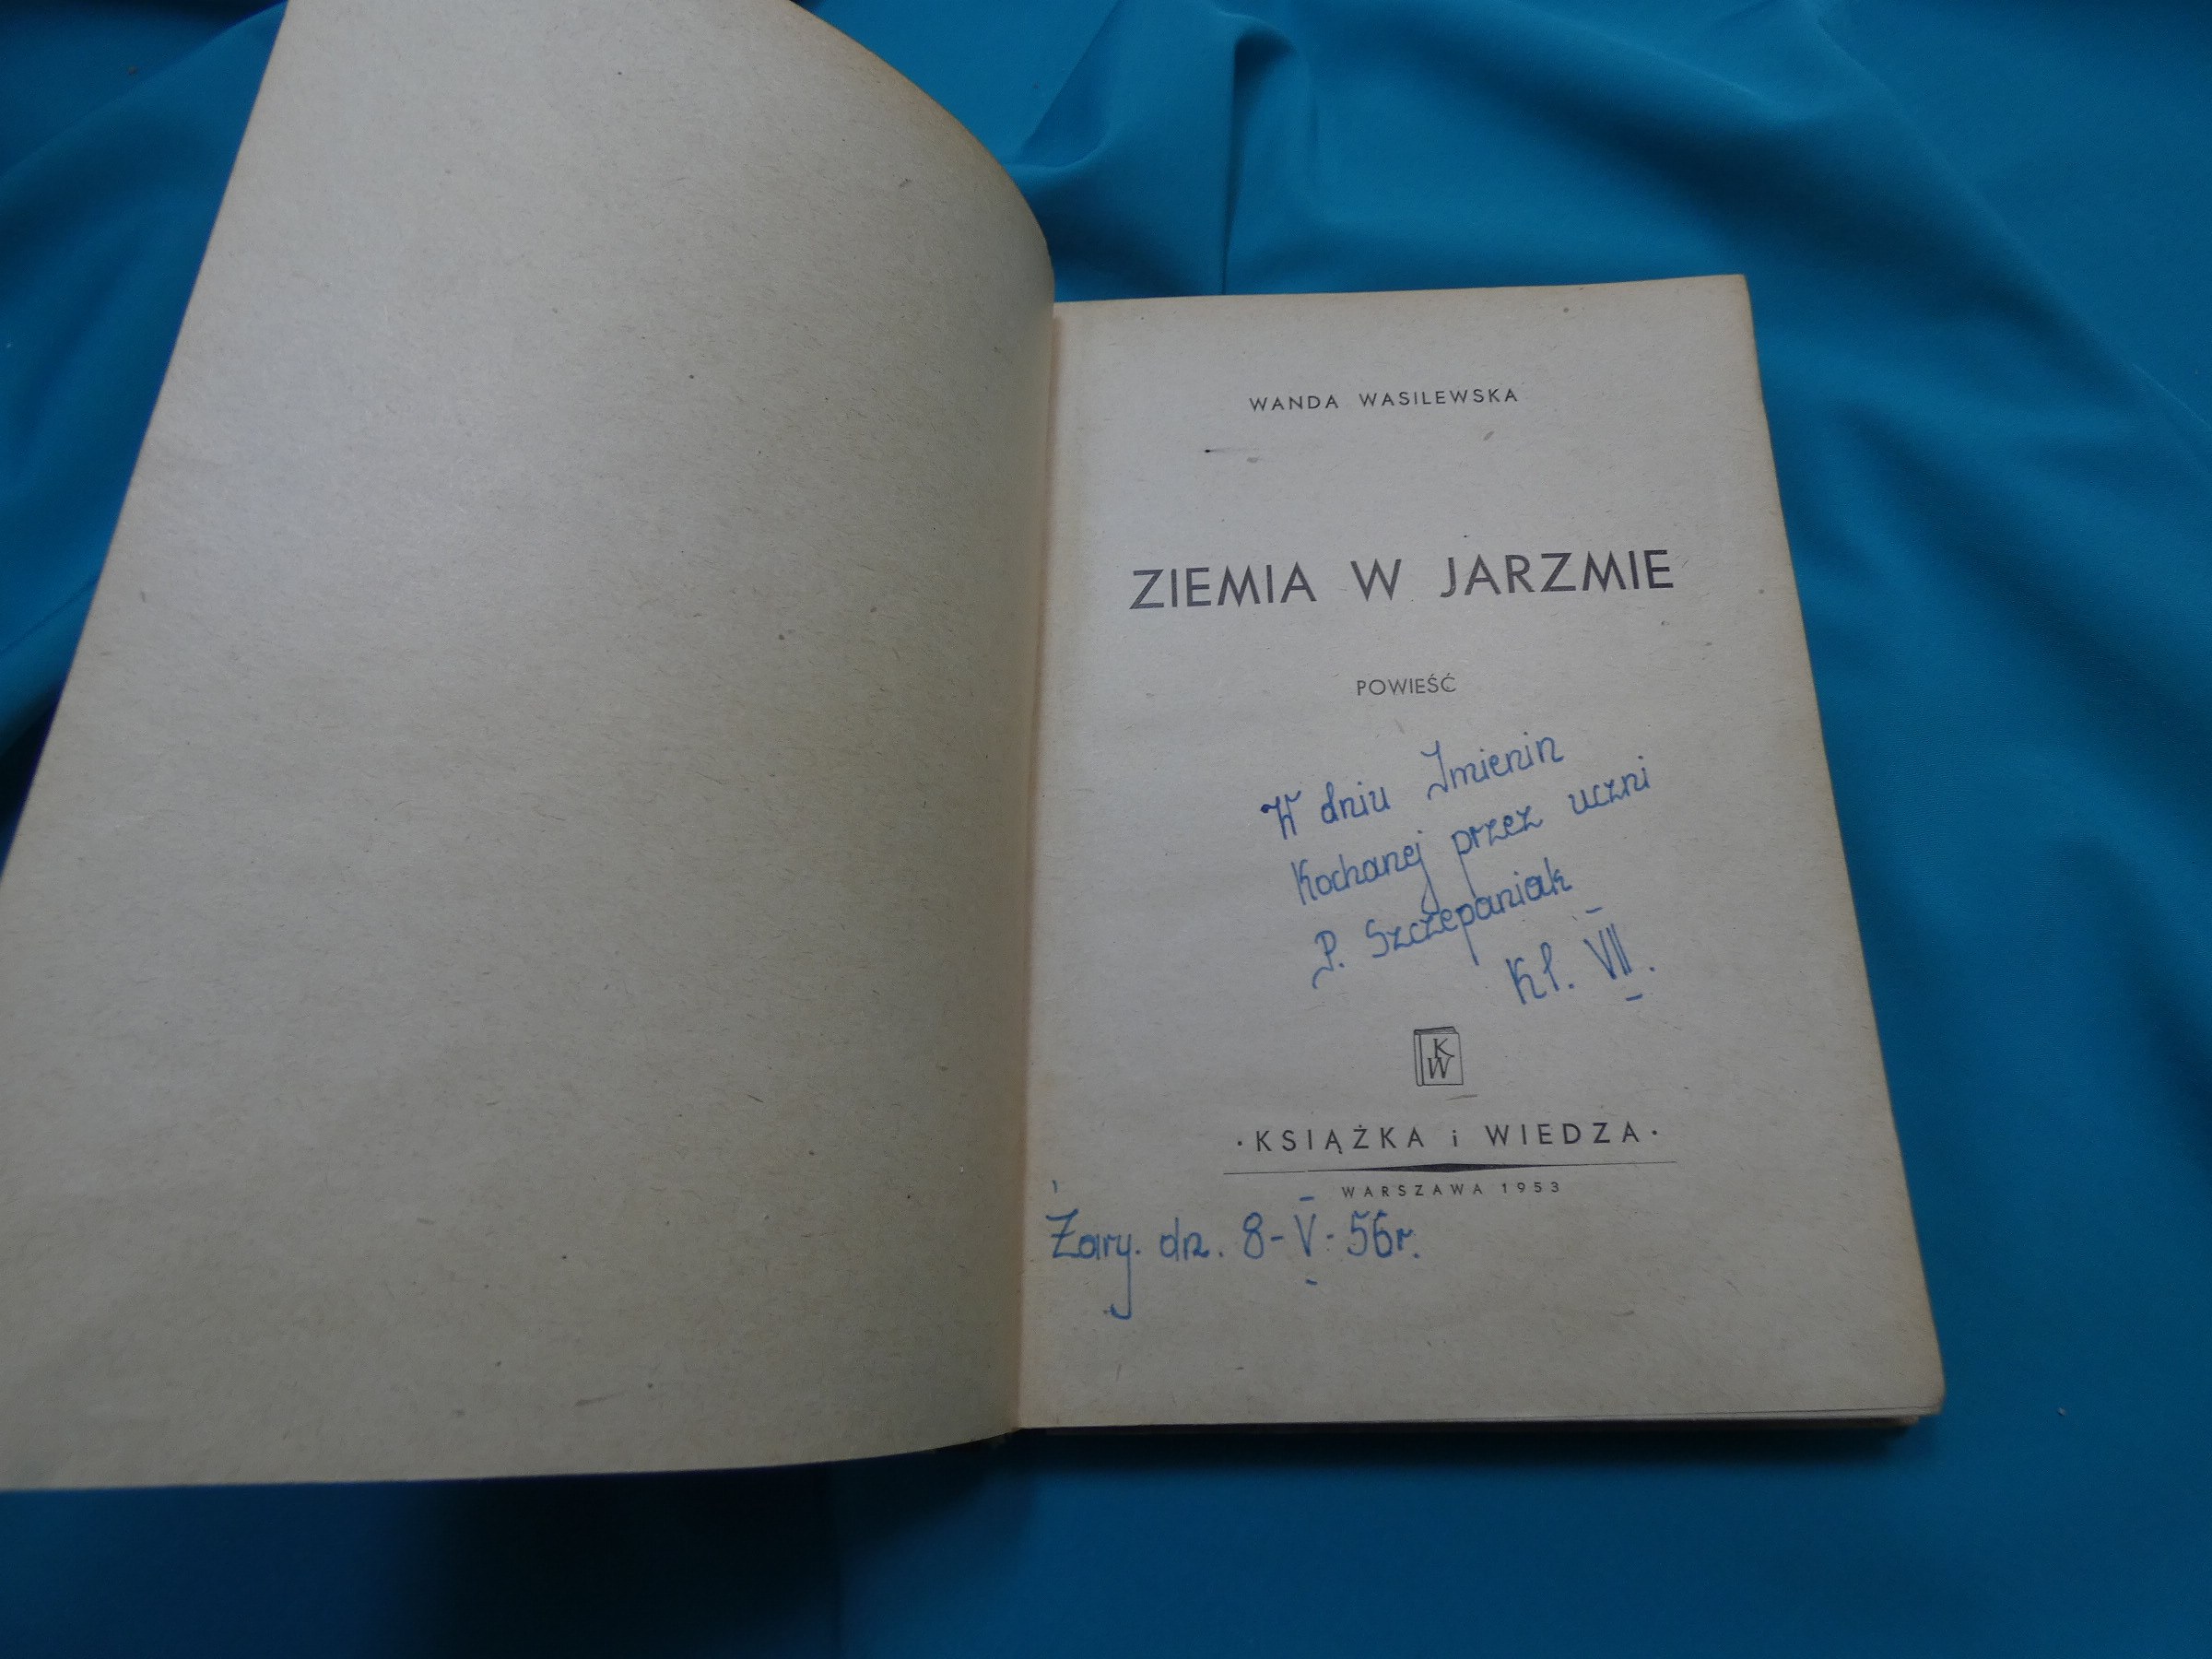 WANDA WASILEWSKA
ZIEMIA W JARZMIE
POWIEŚĆ
W dniu Imienin
Kochanej przez uczni
P. Szczepaniak
Kl. VII.
K
W
·KSIĄŻKA i WIEDZA·
WARSZAWA 1953
Żary. dn. 8-V-56r.